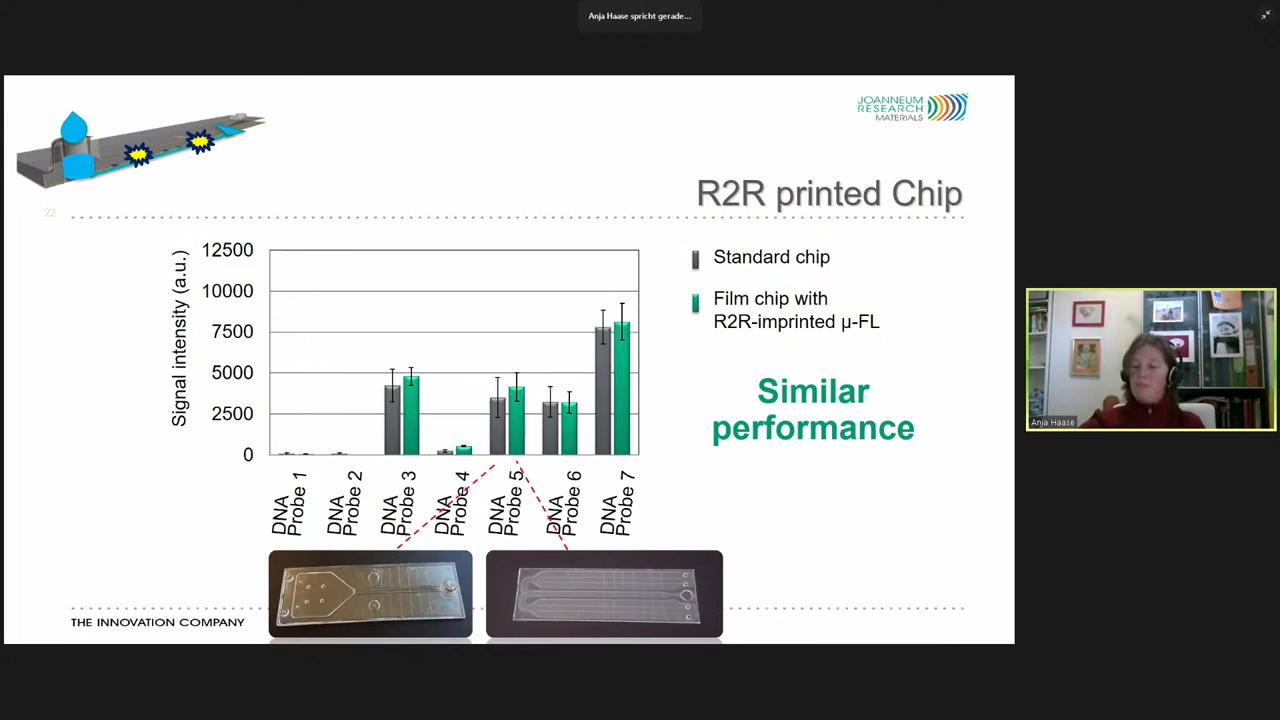 Anja Haase spricht gerade...
JOANNEUM
RESEARCH
MATERIALS
R2R printed Chip
22
Signal intensity (a.u.)
12500
10000
7500
5000
2500
0
DNA
Probe 1
DNA
Probe 2
DNA
Probe 3
DNA
Probe 4
DNA
Probe 5
DNA
Probe 6
DNA
Probe 7
Standard chip
Film chip with
R2R-imprinted µ-FL
Similar
performance
Anja Haase
THE INNOVATION COMPANY